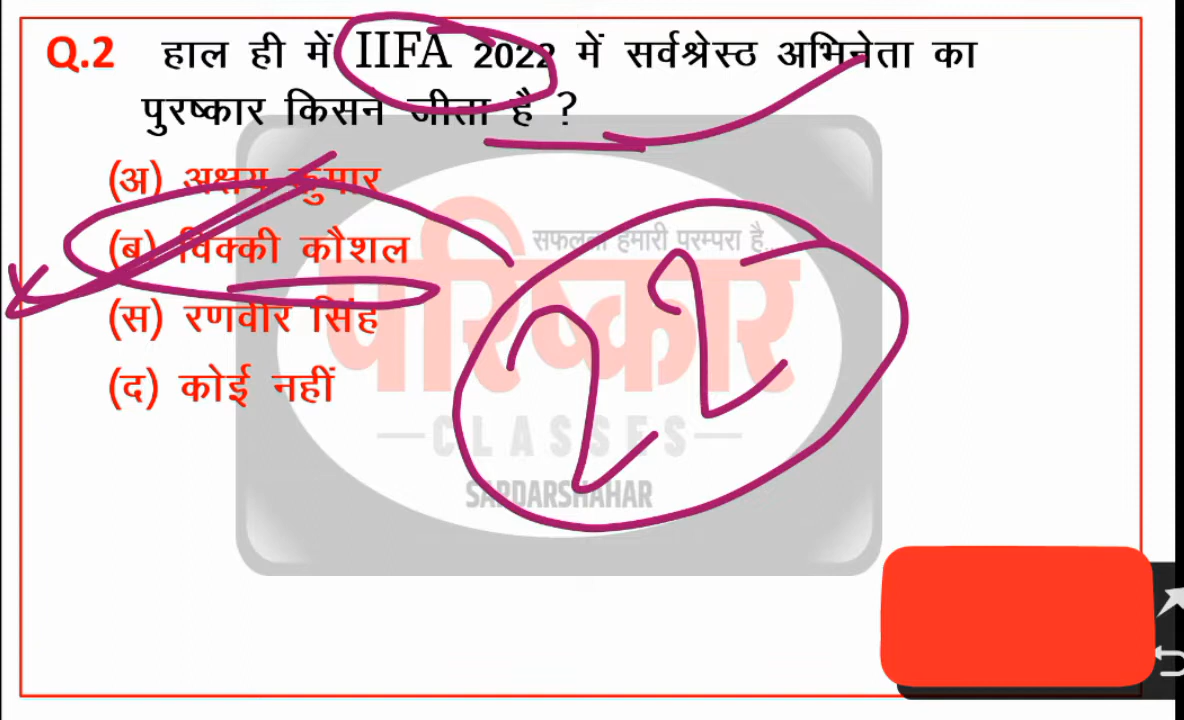 Q.2 हाल ही में IIFA 2022 में सर्वश्रेस्ठ अभिनेता का
पुरष्कार किसन जीता है ?
(अ) अक्षय कुमार
(ब) विक्की कौशल
(स) रणवीर सिंह
(द) कोई नहीं
सफलता हमारी परम्परा है...
परिष्कार
CLASSES
SARDARSHAHAR
22